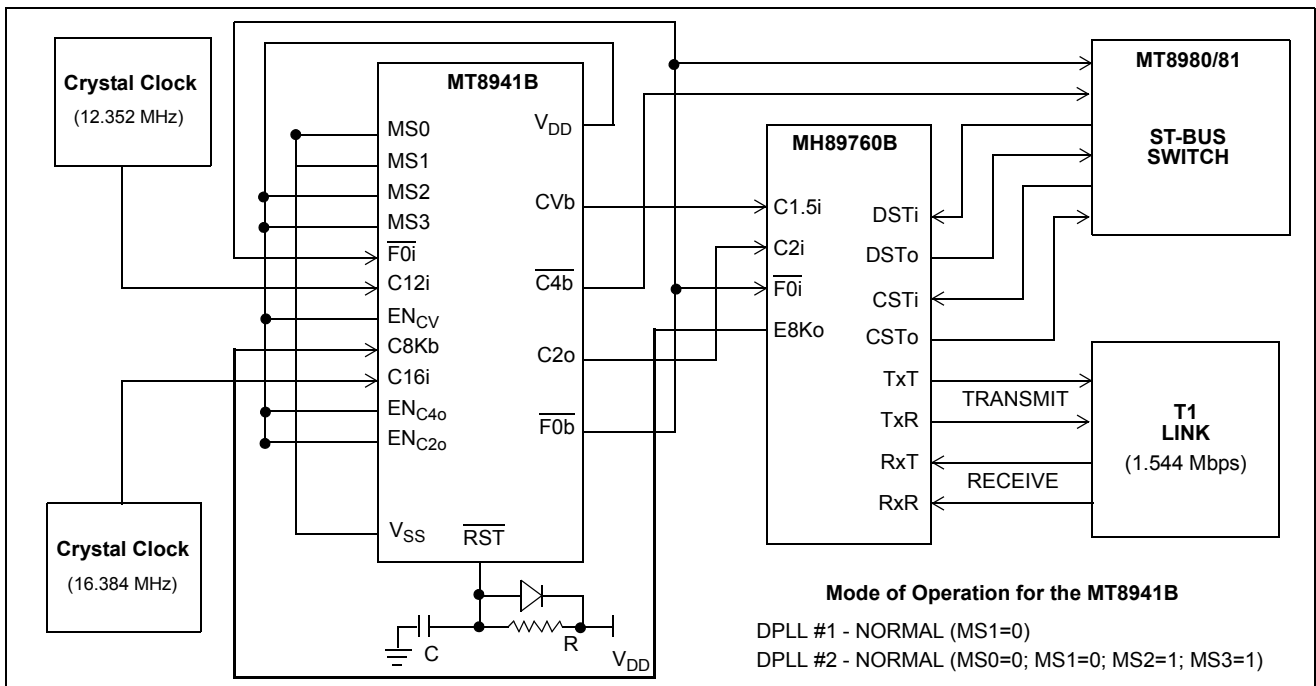 Crystal Clock
(12.352 MHz)
MT8941B
MS0
MS1
MS2
MS3
F0i
C12i
ENCV
C8Kb
C16i
ENC4o
ENC2o
VSS
RST
VDD
CVb
C4b
C2o
F0b
Crystal Clock
(16.384 MHz)
C
R
VDD
MH89760B
C1.5i
C2i
F0i
E8Ko
DSTi
DSTo
CSTi
CSTo
TxT
TxR
RxT
RxR
MT8980/81
ST-BUS
SWITCH
TRANSMIT
RECEIVE
T1
LINK
(1.544 Mbps)
Mode of Operation for the MT8941B
DPLL #1 - NORMAL (MS1=0)
DPLL #2 - NORMAL (MS0=0; MS1=0; MS2=1; MS3=1)